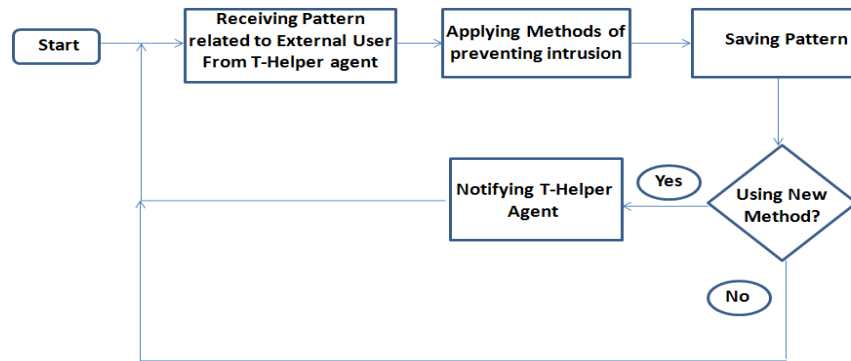 Start
Receiving Pattern
related to External User
From T-Helper agent
Applying Methods of
preventing intrusion
Saving Pattern
Using New
Method?
Yes
Notifying T-Helper
Agent
No